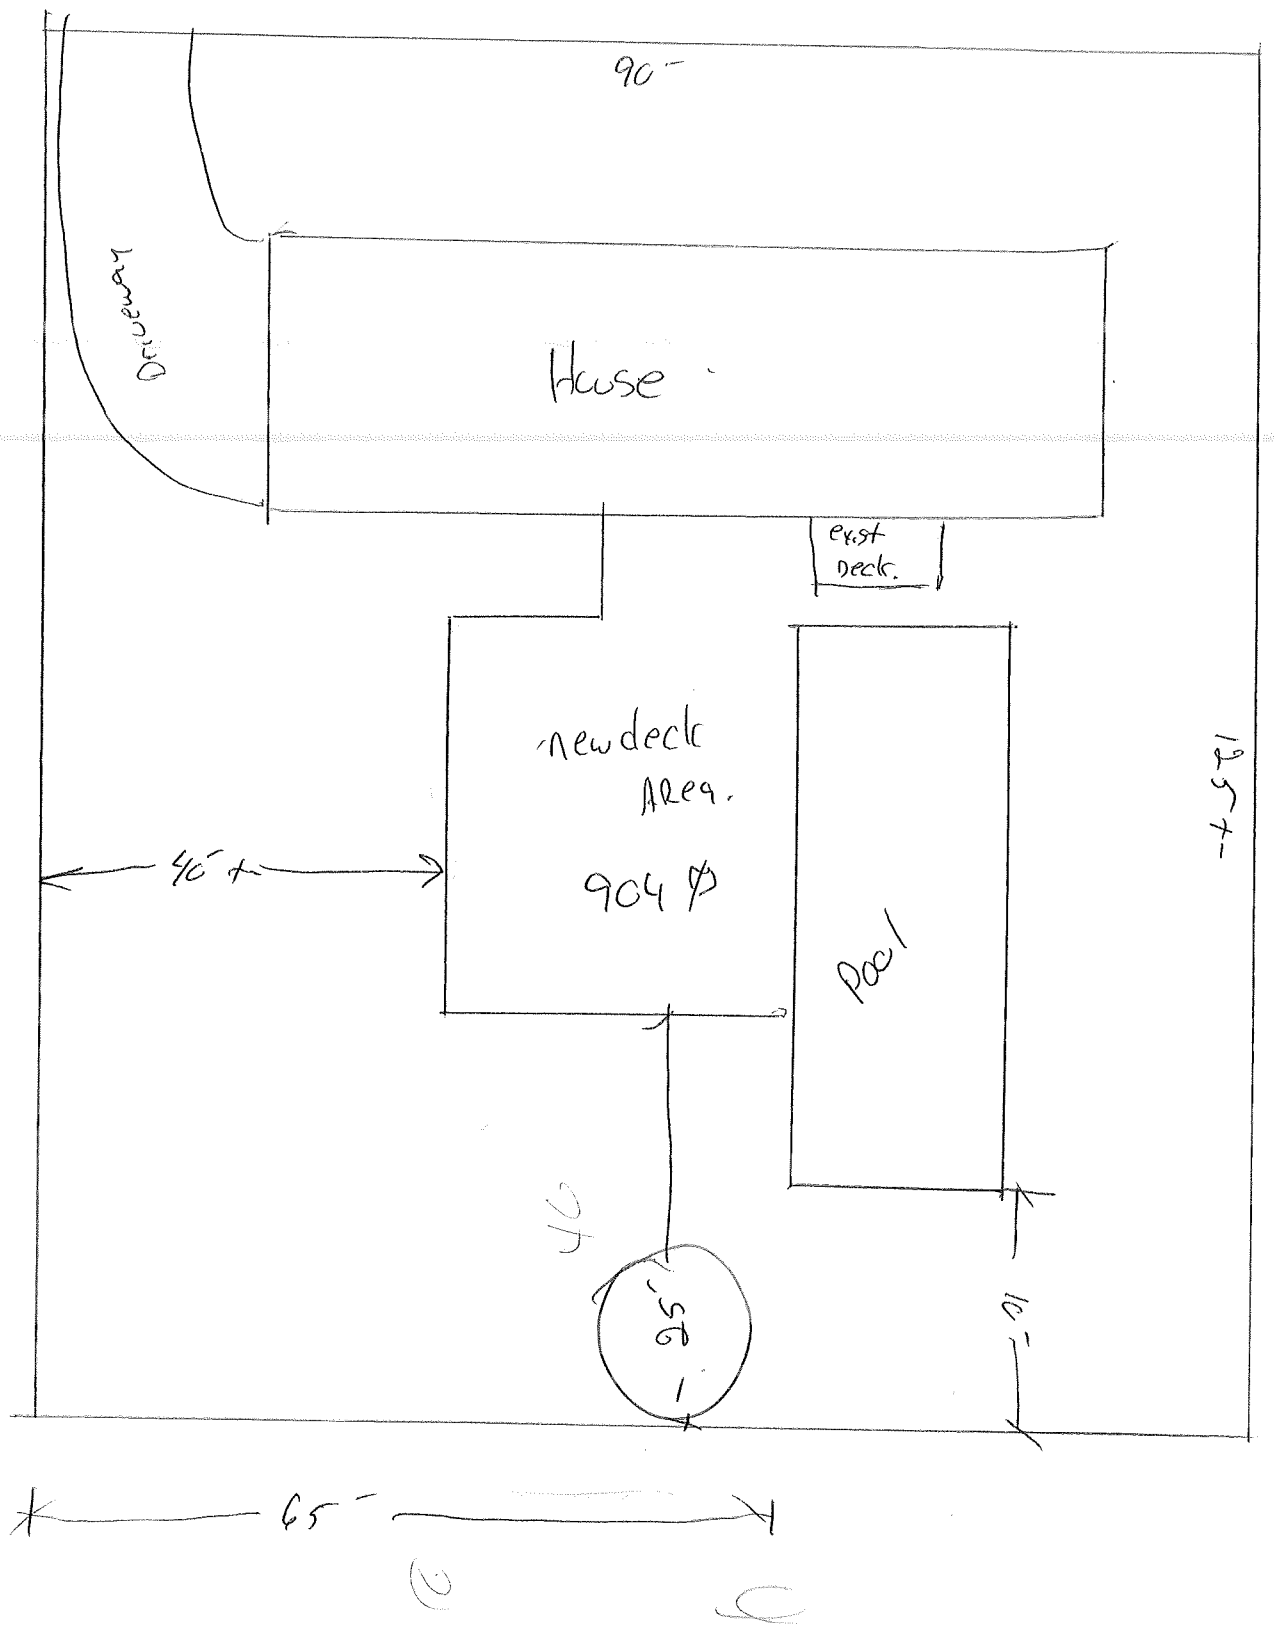 90'
Driveway
House
exist
Deck.
new deck
Area.
904
40' ±
Pool
125 ±
40
25'
10'
65'